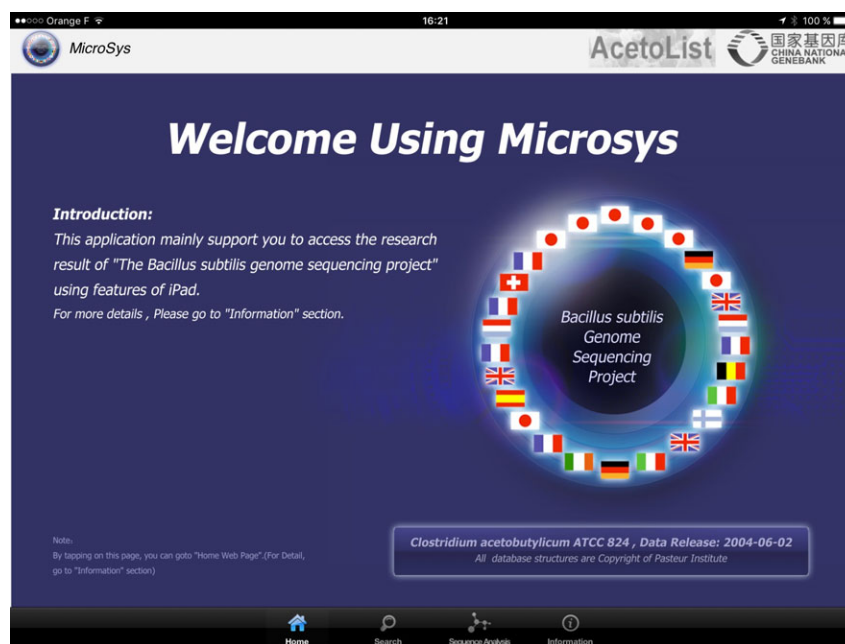 Orange F
16:21
100 %
MicroSys
AcetoList
国家基因库
CHINA NATIONAL
GENEBANK
Welcome Using Microsys
Introduction:
This application mainly support you to access the research
result of "The Bacillus subtilis genome sequencing project"
using features of iPad.
For more details , Please go to "Information" section.
Bacillus subtilis
Genome
Sequencing
Project
Note:
By tapping on this page, you can goto "Home Web Page".(For Detail,
go to "Information" section)
Clostridium acetobutylicum ATCC 824 , Data Release: 2004-06-02
All database structures are Copyright of Pasteur Institute
Home
Search
Sequence Analysis
Information